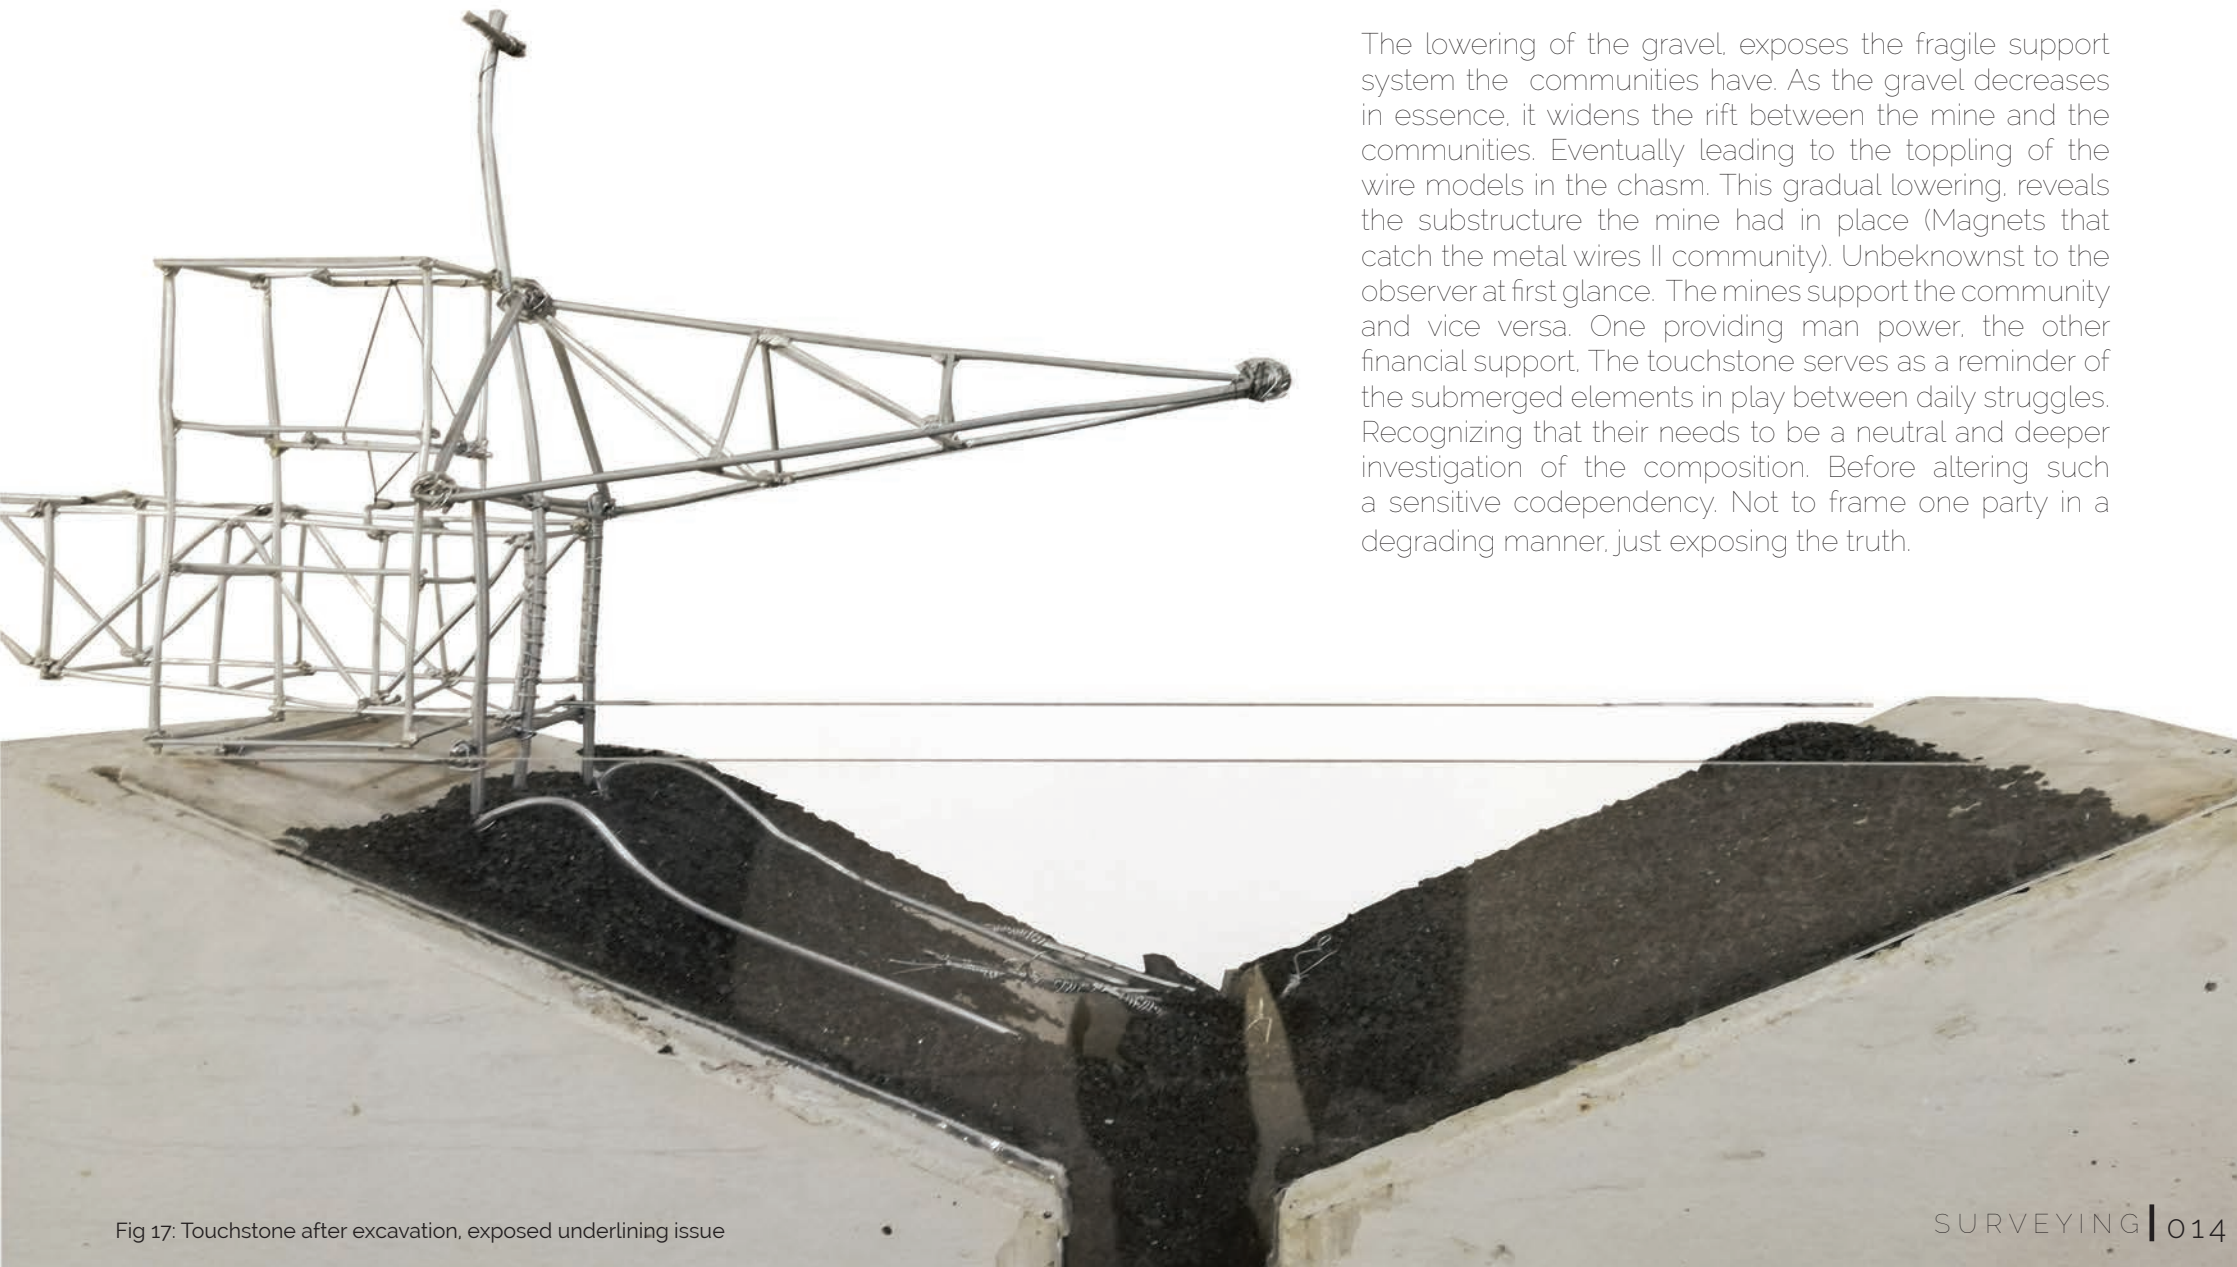 The lowering of the gravel, exposes the fragile support
system the communities have. As the gravel decreases
in essence, it widens the rift between the mine and the
communities. Eventually leading to the toppling of the
wire models in the chasm. This gradual lowering, reveals
the substructure the mine had in place (Magnets that
catch the metal wires II community). Unbeknownst to the
observer at first glance. The mines support the community
and vice versa. One providing man power, the other
financial support, The touchstone serves as a reminder of
the submerged elements in play between daily struggles.
Recognizing that their needs to be a neutral and deeper
investigation of the composition. Before altering such
a sensitive codependency. Not to frame one party in a
degrading manner, just exposing the truth.
Fig 17: Touchstone after excavation, exposed underlining issue
SURVEYING 014